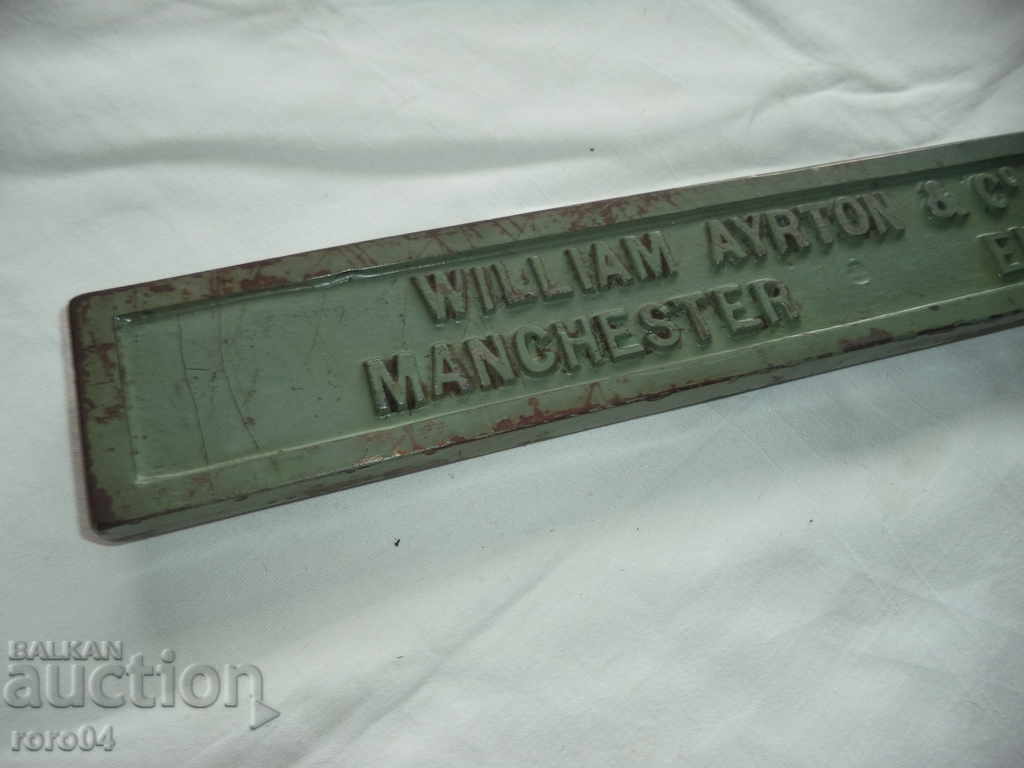 WILLIAM AYRTON & Co
MANCHESTER
BALKAN
auction
roro04